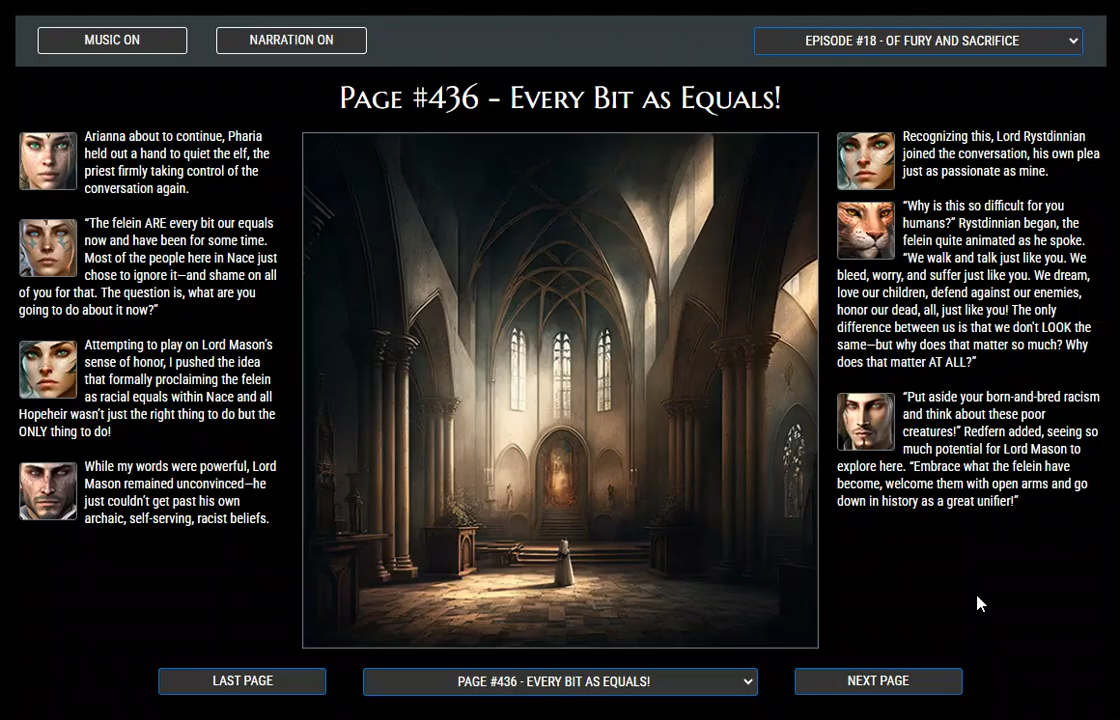 MUSIC ON
NARRATION ON
EPISODE #18 - OF FURY AND SACRIFICE
Page #436 - Every Bit as Equals!
Arianna about to continue, Pharia
held out a hand to quiet the elf, the
priest firmly taking control of the
conversation again.
“The felein ARE every bit our equals
now and have been for some time.
Most of the people here in Nace just
chose to ignore it—and shame on all
of you for that. The question is, what are you
going to do about it now?”
Attempting to play on Lord Mason’s
sense of honor, I pushed the idea
that formally proclaiming the felein
as racial equals within Nace and all
Hopeheir wasn’t just the right thing to do but the
ONLY thing to do!
While my words were powerful, Lord
Mason remained unconvinced—he
just couldn’t get past his own
archaic, self-serving, racist beliefs.
Recognizing this, Lord Rystdinnian
joined the conversation, his own plea
just as passionate as mine.
“Why is this so difficult for you
humans?” Rystdinnian began, the
felein quite animated as he spoke.
“We walk and talk just like you. We
bleed, worry, and suffer just like you. We dream,
love our children, defend against our enemies,
honor our dead, all, just like you! The only
difference between us is that we don’t LOOK the
same—but why does that matter so much? Why
does that matter AT ALL?”
“Put aside your born-and-bred racism
and think about these poor
creatures!” Redfern added, seeing so
much potential for Lord Mason to
explore here. “Embrace what the felein have
become, welcome them with open arms and go
down in history as a great unifier!”
LAST PAGE
PAGE #436 - EVERY BIT AS EQUALS!
NEXT PAGE